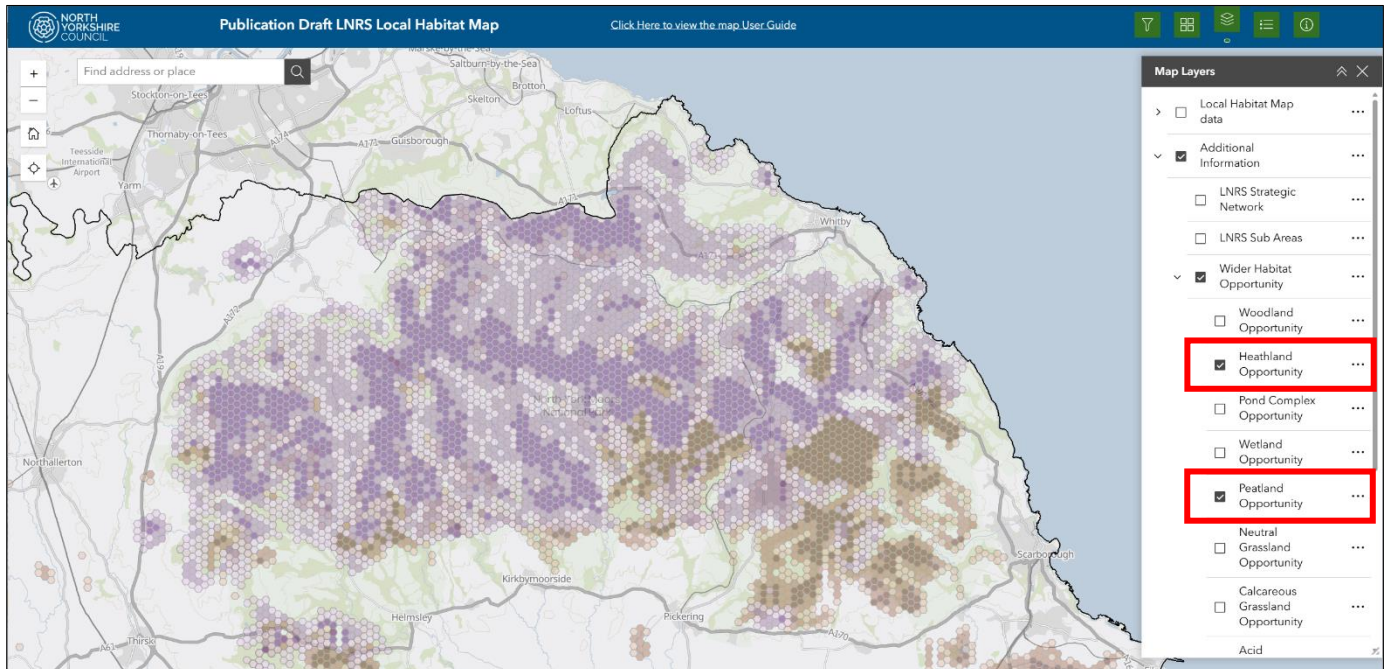 NORTH
YORKSHIRE
COUNCIL
Publication Draft LNRS Local Habitat Map
Click Here to view the map User Guide
+
Find address or place
−
Saltburn-by-the-Sea
Brotton
Skelton
Loftus
Stockton-on-Tees
A174
Thornaby-on-Tees
A171
Guisborough
Teesside
International
Airport
Yarm
A171
Whitby
A172
A19
Northallerton
Scarborough
Kirkbymoorside
Helmsley
Pickering
A170
Thirsk
A61
Map Layers
Local Habitat Map
data
Additional
Information
LNRS Strategic
Network
LNRS Sub Areas
Wider Habitat
Opportunity
Woodland
Opportunity
Heathland
Opportunity
Pond Complex
Opportunity
Wetland
Opportunity
Peatland
Opportunity
Neutral
Grassland
Opportunity
Calcareous
Grassland
Opportunity
Acid